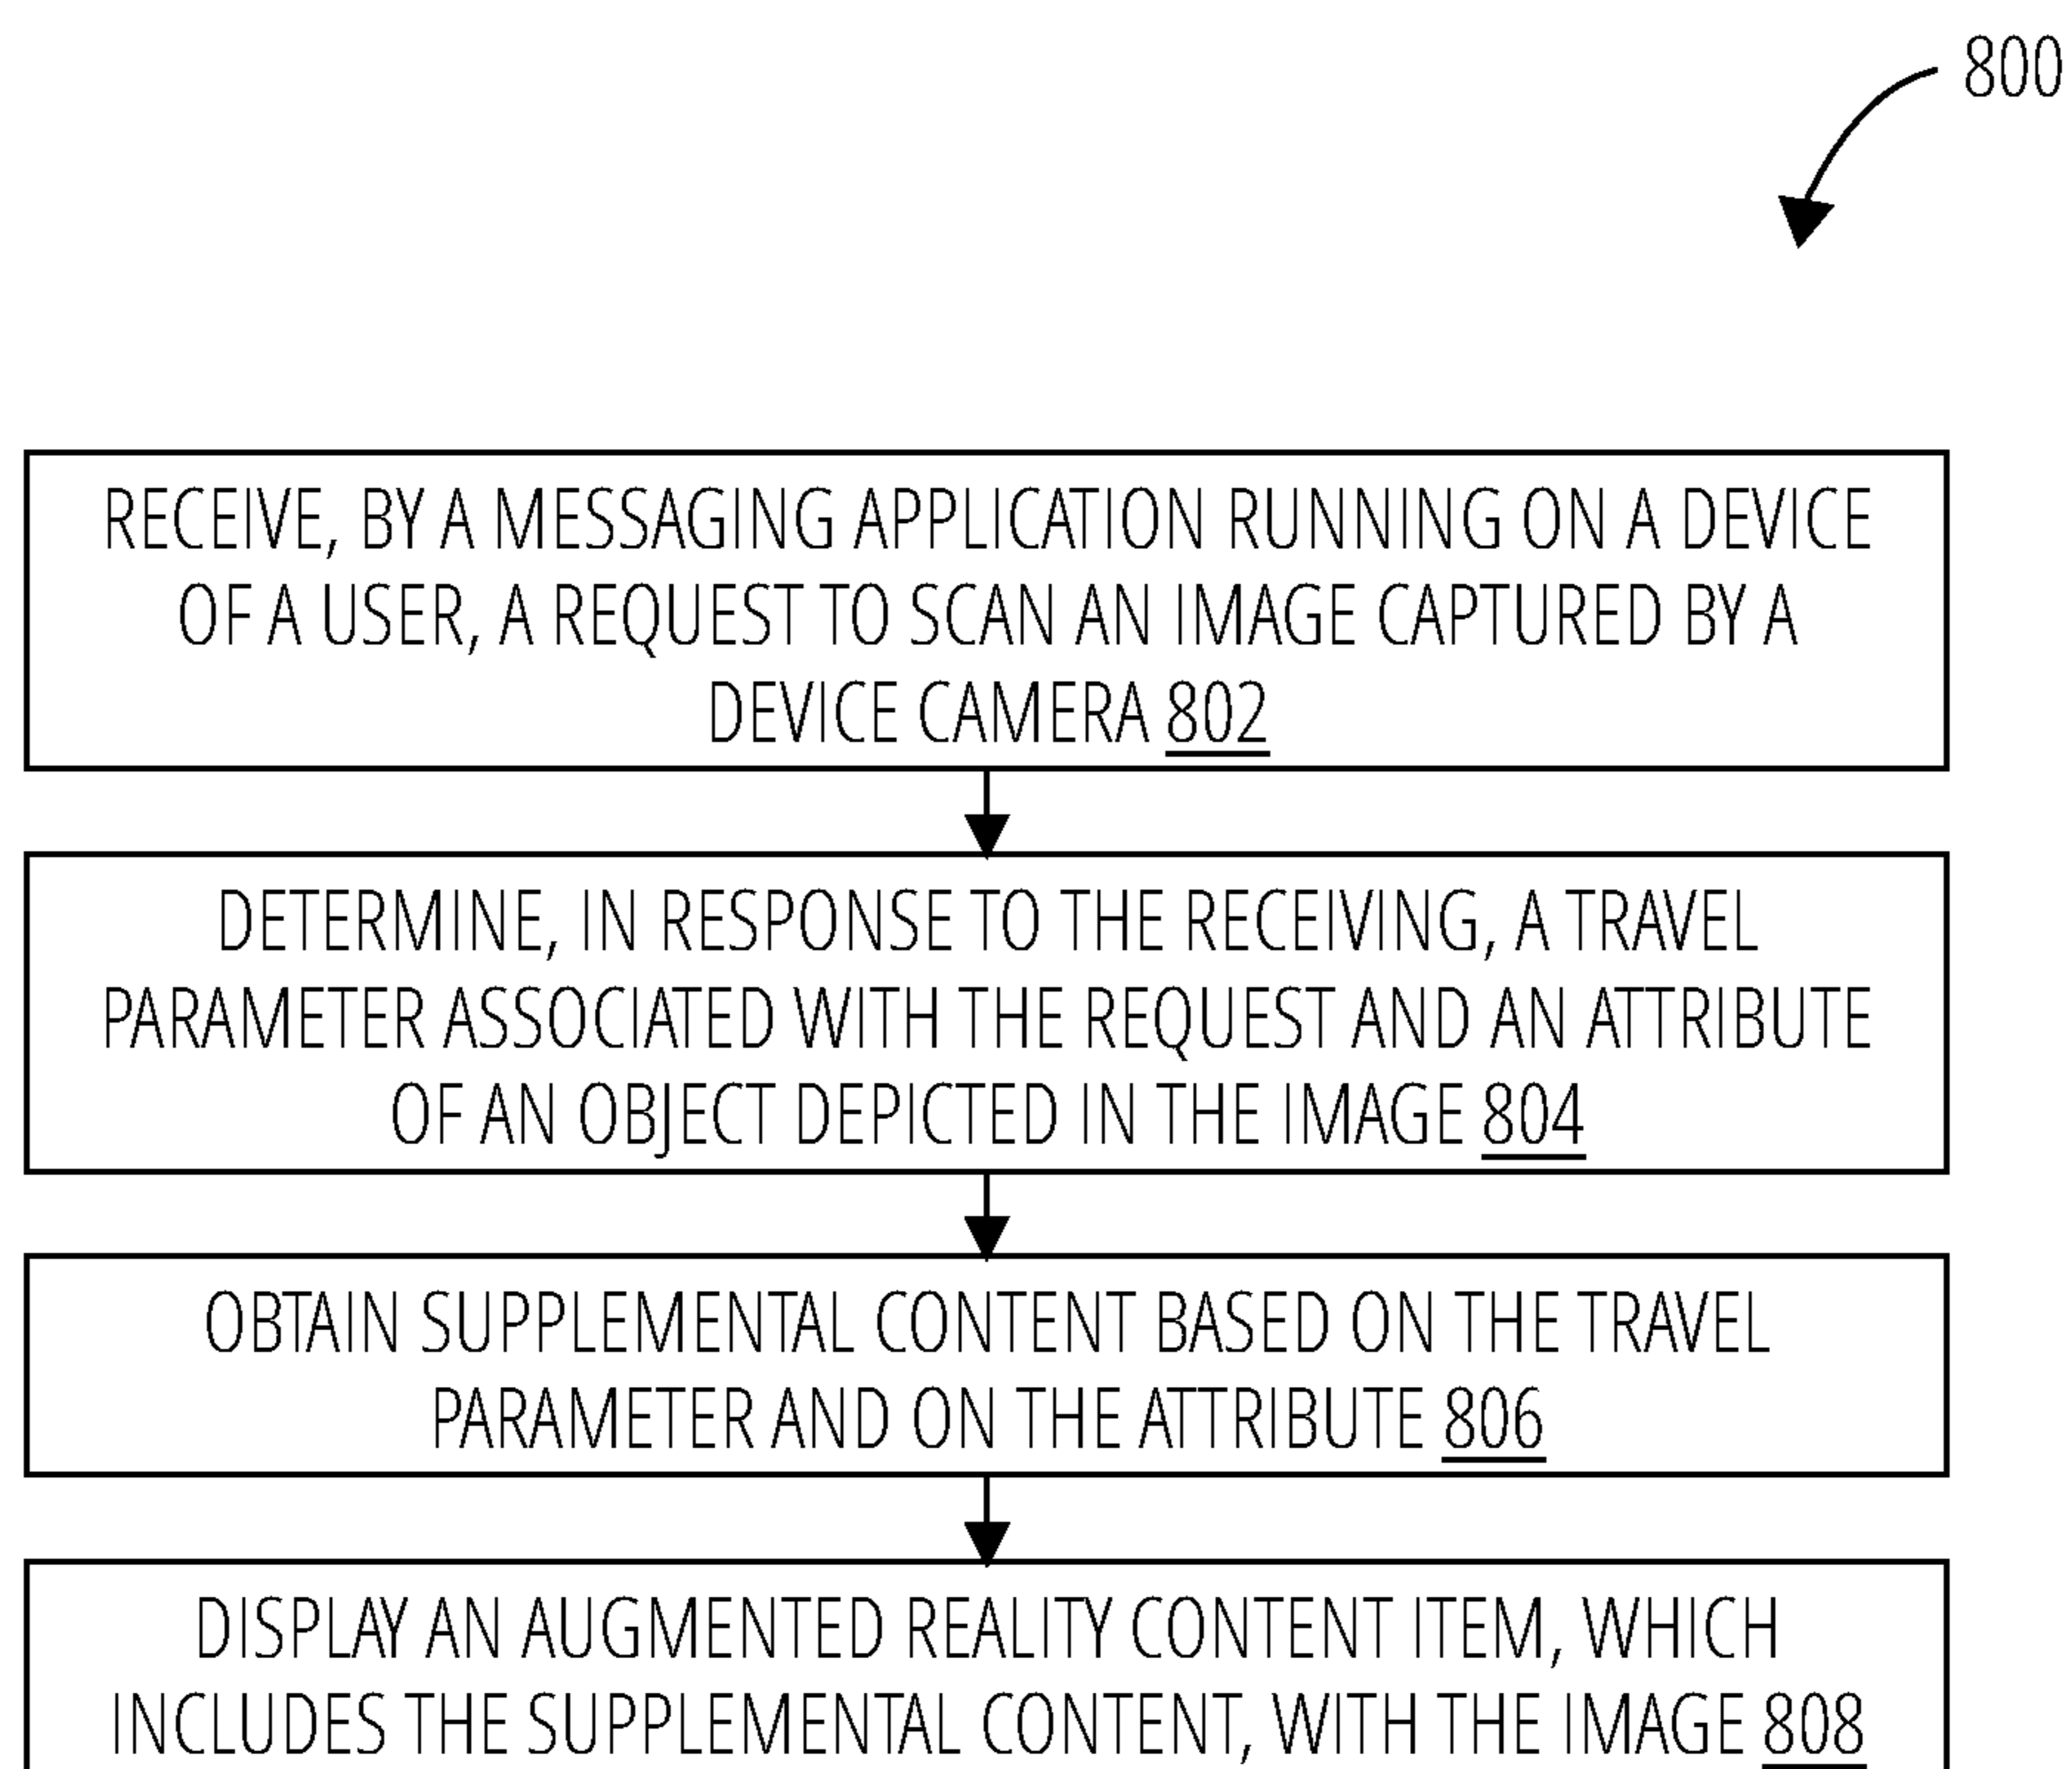 800
RECEIVE, BY A MESSAGING APPLICATION RUNNING ON A DEVICE
OF A USER, A REQUEST TO SCAN AN IMAGE CAPTURED BY A
DEVICE CAMERA 802
DETERMINE, IN RESPONSE TO THE RECEIVING, A TRAVEL
PARAMETER ASSOCIATED WITH THE REQUEST AND AN ATTRIBUTE
OF AN OBJECT DEPICTED IN THE IMAGE 804
OBTAIN SUPPLEMENTAL CONTENT BASED ON THE TRAVEL
PARAMETER AND ON THE ATTRIBUTE 806
DISPLAY AN AUGMENTED REALITY CONTENT ITEM, WHICH
INCLUDES THE SUPPLEMENTAL CONTENT, WITH THE IMAGE 808